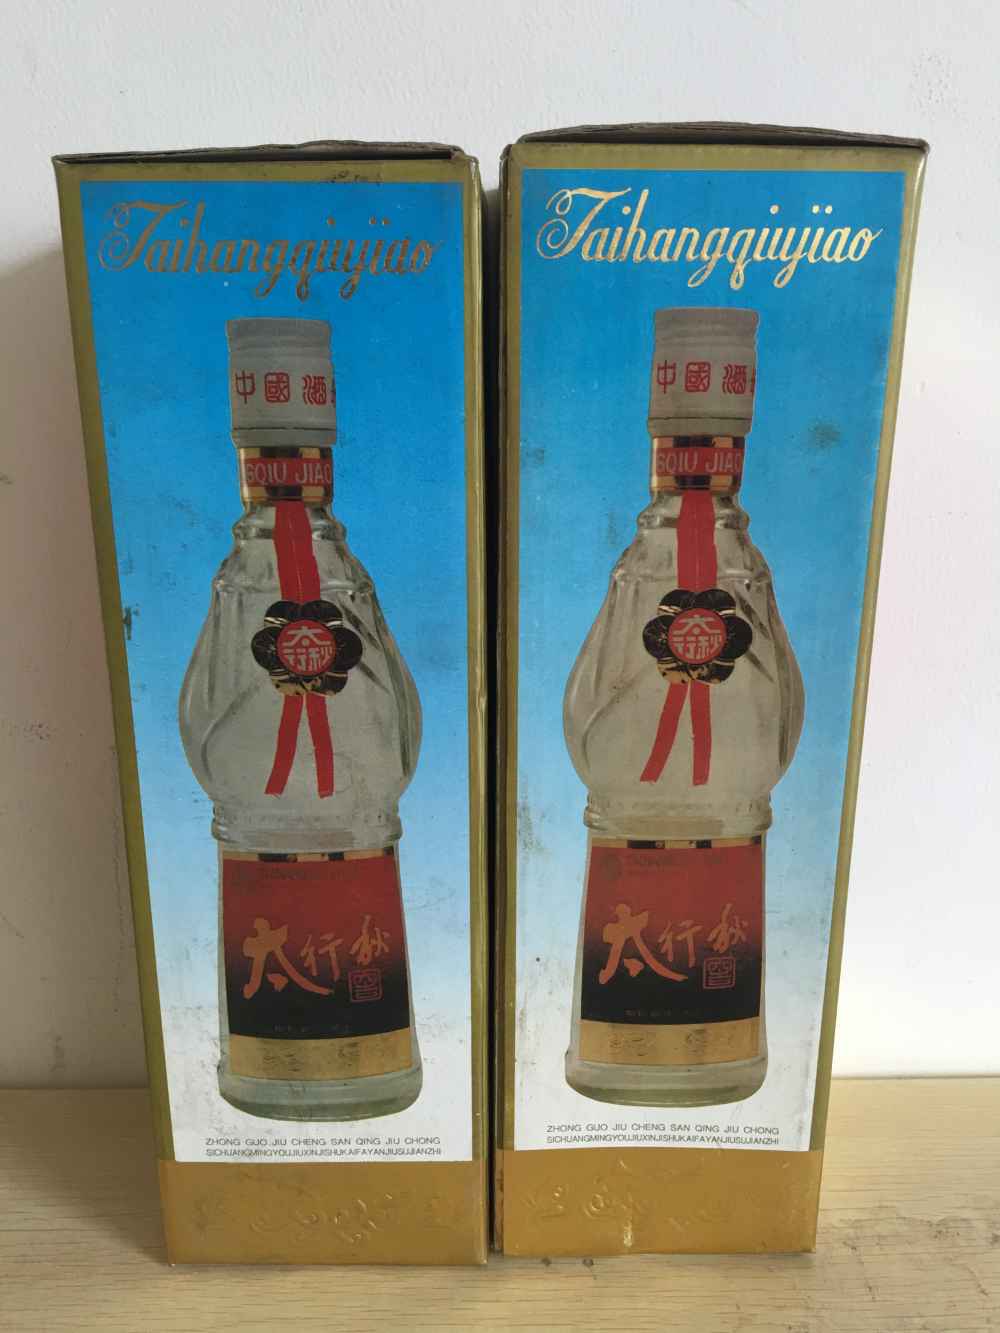 Taihangqiujiao
中國酒
GQIU JIAO
太
行秋
太行秋
窖
ZHONG GUO JIU CHENG SAN QING JIU CHONG
SICHUANGMINGYOUJIUXINJISHUKAIFAYANJIUSUJIANZHI
Taihangqiujiao
中國酒
GQIU JIAO
太
行秋
太行秋
窖
ZHONG GUO JIU CHENG SAN QING JIU CHONG
SICHUANGMINGYOUJIUXINJISHUKAIFAYANJIUSUJIANZHI